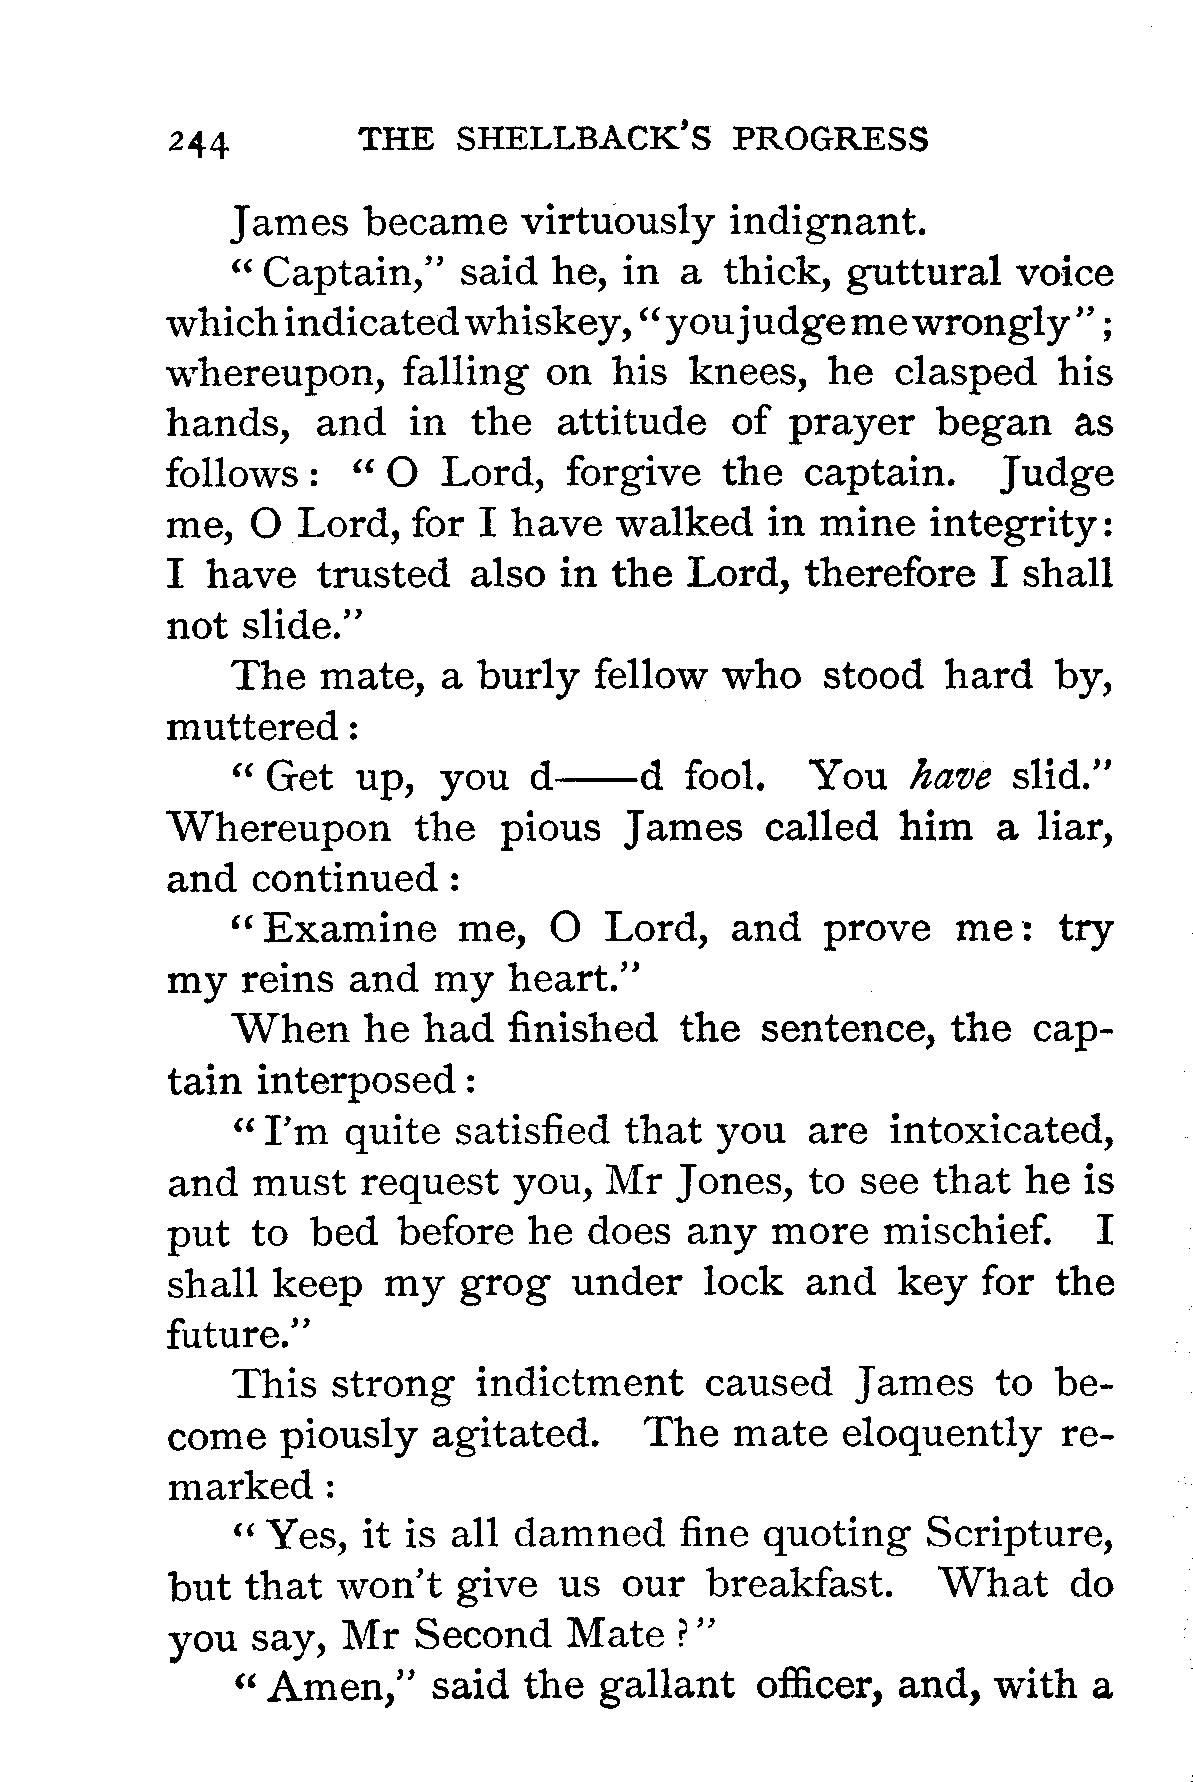 244 THE SHELLBACK'S PROGRESS
James became virtuously indignant.
" Captain," said he, in a thick, guttural voice
which indicated whiskey, "you judge me wrongly" ;
whereupon, falling on his knees, he clasped his
hands, and in the attitude of prayer began as
follows : " O Lord, forgive the captain. Judge
me, O Lord, for I have walked in mine integrity:
I have trusted also in the Lord, therefore I shall
not slide."
The mate, a burly fellow who stood hard by,
muttered :
" Get up, you d——d fool. You have slid."
Whereupon the pious James called him a liar,
and continued :
" Examine me, O Lord, and prove me: try
my reins and my heart."
When he had finished the sentence, the cap-
tain interposed :
" I'm quite satisfied that you are intoxicated,
and must request you, Mr Jones, to see that he is
put to bed before he does any more mischief. I
shall keep my grog under lock and key for the
future."
This strong indictment caused James to be-
come piously agitated. The mate eloquently re-
marked :
" Yes, it is all damned fine quoting Scripture,
but that won't give us our breakfast. What do
you say, Mr Second Mate ?"
" Amen," said the gallant officer, and, with a